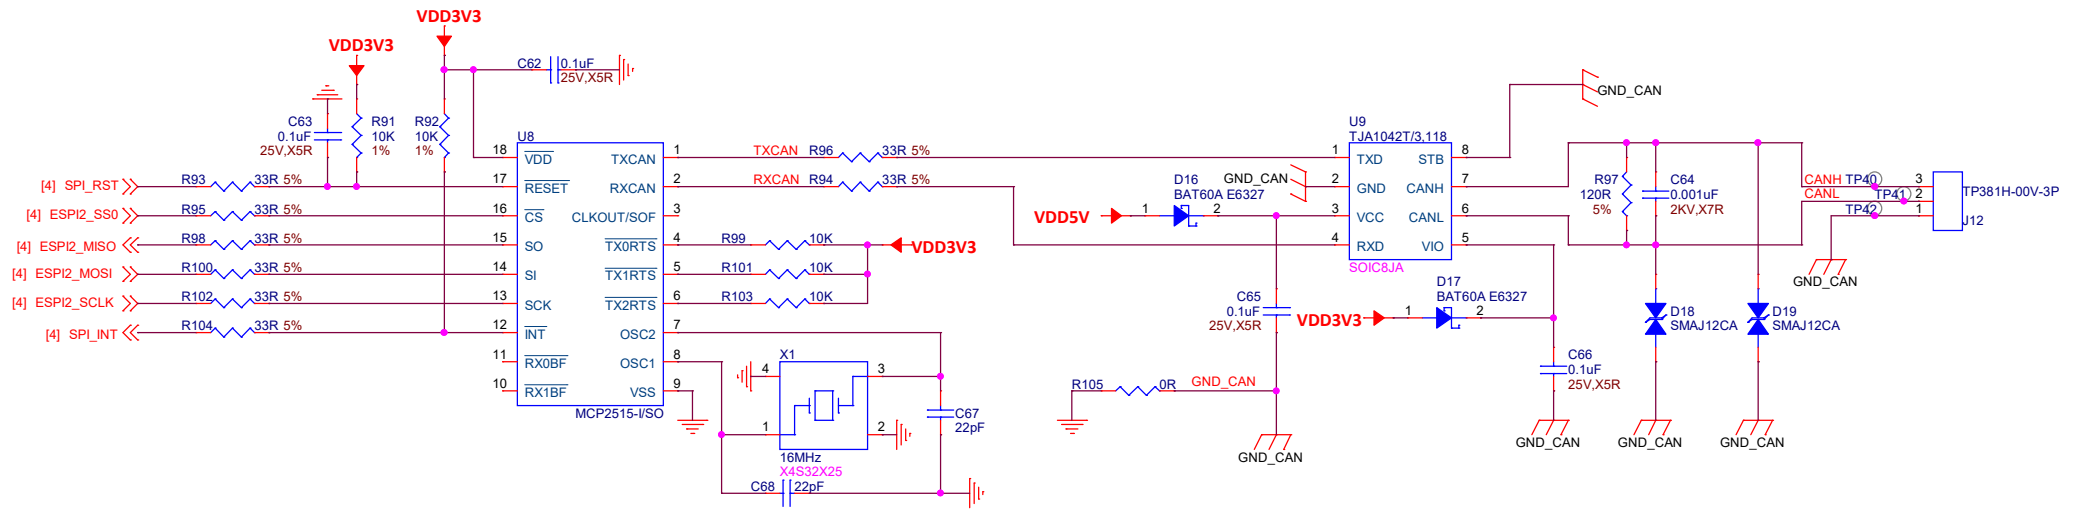 VDD3V3
VDD3V3
C62
0.1uF
25V,X5R
C63
0.1uF
25V,X5R
R91
10K
1%
R92
10K
1%
U8
18 VDD TXCAN 1
17 RESET RXCAN 2
16 CS CLKOUT/SOF 3
15 SO TX0RTS 4
14 SI TX1RTS 5
13 SCK TX2RTS 6
12 INT OSC2 7
11 RX0BF OSC1 8
10 RX1BF VSS 9
MCP2515-I/SO
[4] SPI_RST R93 33R 5%
[4] ESPI2_SS0 R95 33R 5%
[4] ESPI2_MISO R98 33R 5%
[4] ESPI2_MOSI R100 33R 5%
[4] ESPI2_SCLK R102 33R 5%
[4] SPI_INT R104 33R 5%
TXCAN R96 33R 5%
RXCAN R94 33R 5%
R99 10K
VDD3V3
R101 10K
R103 10K
X1
4 3
1 2
16MHz
X4S32X25
C67
22pF
C68 22pF
U9
TJA1042T/3,118
1 TXD STB 8
2 GND CANH 7
3 VCC CANL 6
4 RXD VIO 5
SOIC8JA
GND_CAN
GND_CAN
D16
BAT60A E6327
VDD5V 1 2
C65
0.1uF
25V,X5R
D17
BAT60A E6327
VDD3V3 1 2
C66
0.1uF
25V,X5R
R105 0R GND_CAN
GND_CAN
GND_CAN
GND_CAN
GND_CAN
R97
120R
5%
C64
0.001uF
2KV,X7R
D18
SMAJ12CA
D19
SMAJ12CA
CANH TP40 3
CANL TP41 2
TP42 1
TP381H-00V-3P
J12
GND_CAN